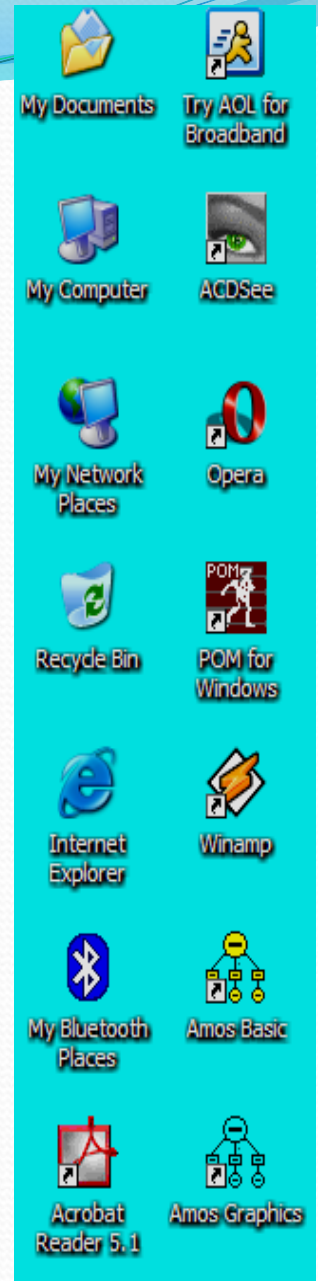 My Documents
Try AOL for
Broadband
My Computer
ACDSee
My Network
Places
Opera
Recycle Bin
POM
POM for
Windows
Internet
Explorer
Winamp
My Bluetooth
Places
Amos Basic
Acrobat
Reader 5.1
Amos Graphics